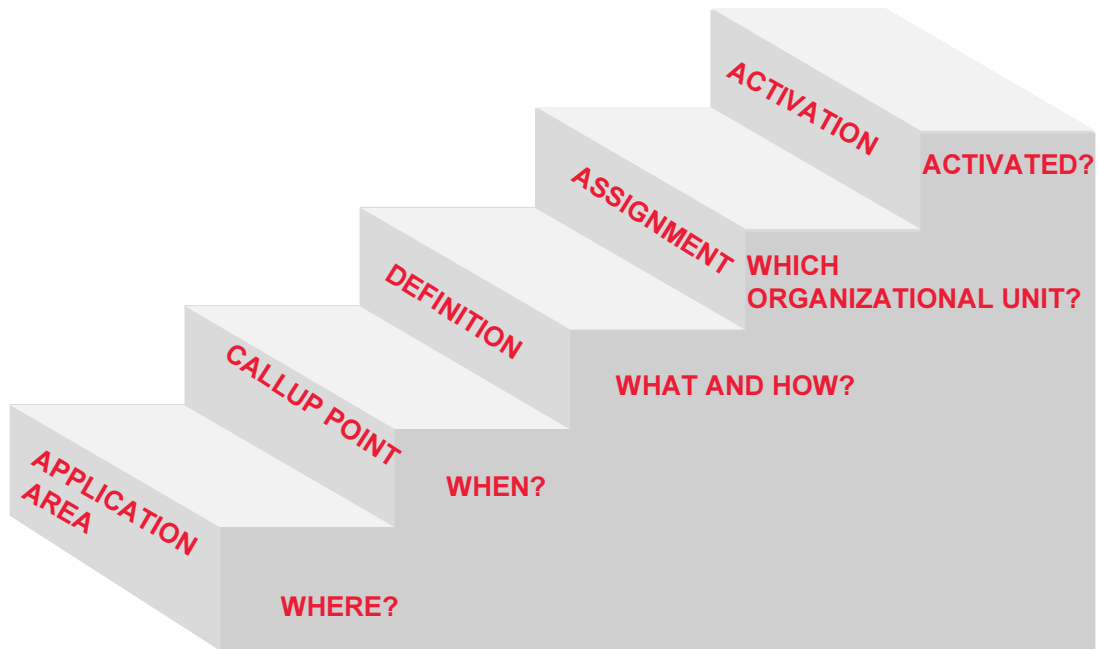 ACTIVATION
ACTIVATED?
ASSIGNMENT
WHICH
ORGANIZATIONAL UNIT?
DEFINITION
WHAT AND HOW?
CALLUP POINT
WHEN?
APPLICATION
AREA
WHERE?